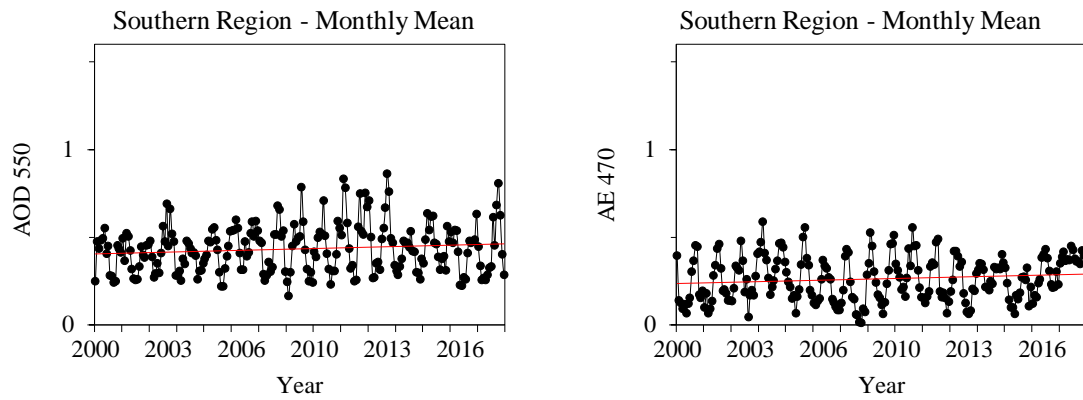 Southern Region - Monthly Mean
AOD 550
1
0
2000 2003 2006 2010 2013 2016
Year
Southern Region - Monthly Mean
AE 470
1
0
2000 2003 2006 2010 2013 2016
Year